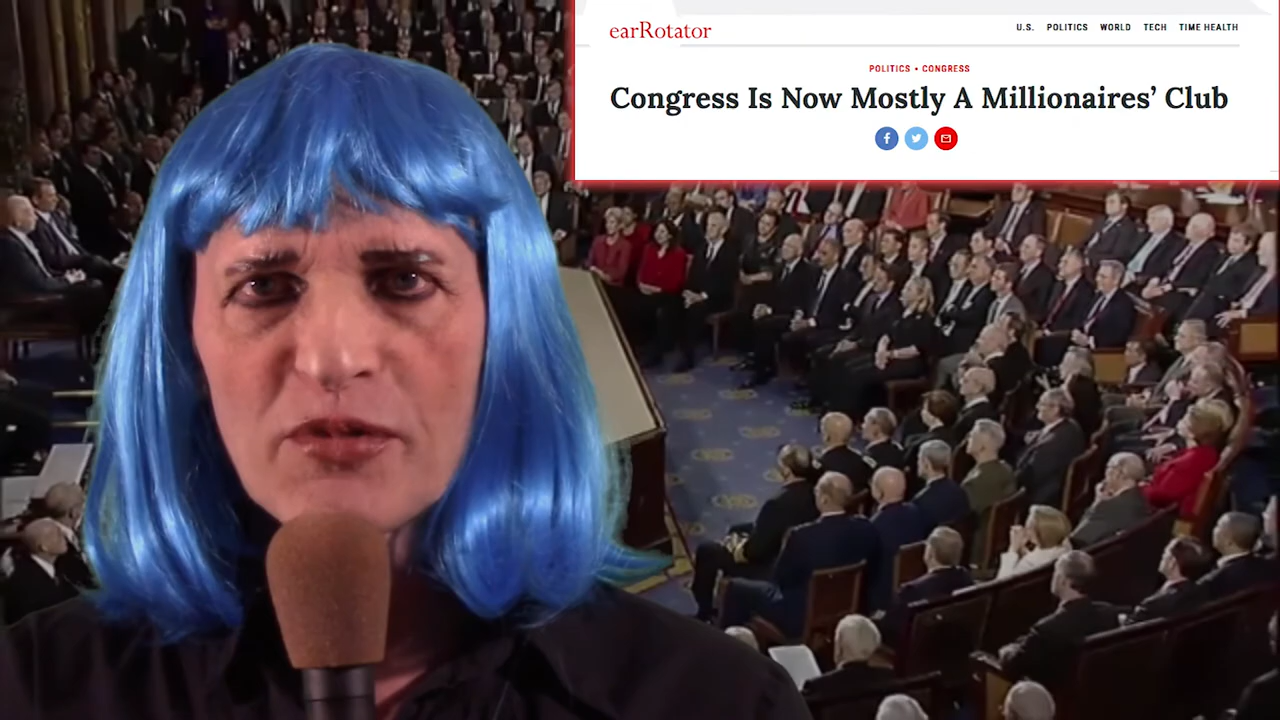 earRotator
U.S. POLITICS WORLD TECH TIME HEALTH
POLITICS • CONGRESS
Congress Is Now Mostly A Millionaires’ Club